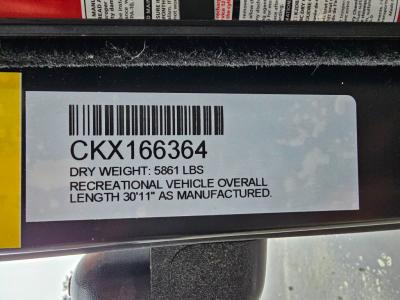 CKX166364
DRY WEIGHT: 5861 LBS
RECREATIONAL VEHICLE OVERALL
LENGTH 30'11" AS MANUFACTURED.